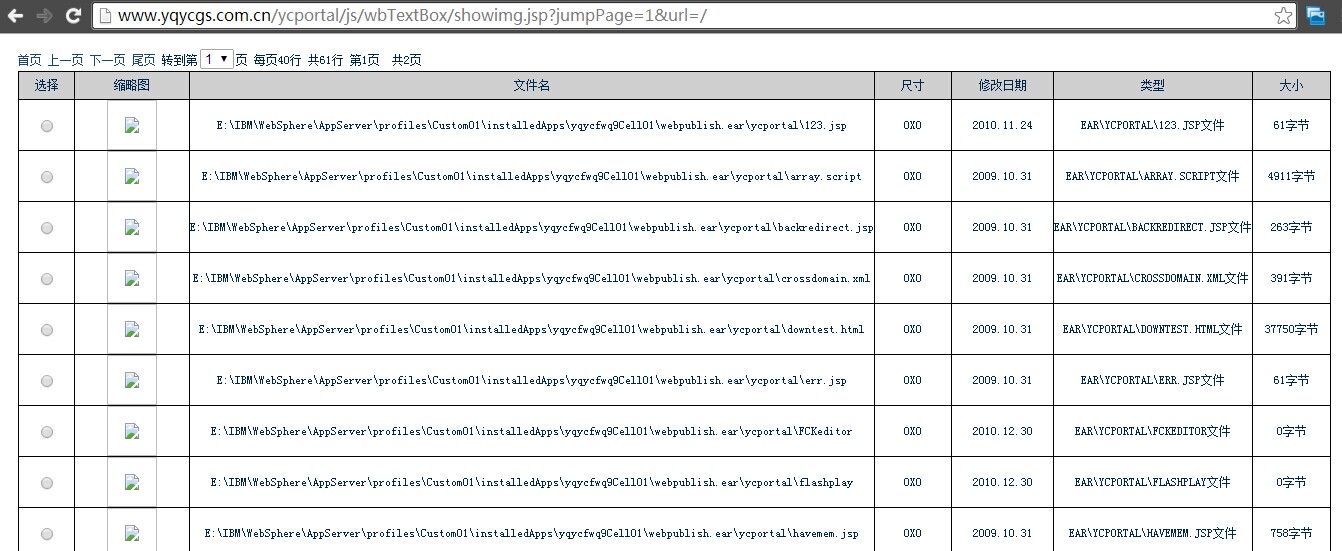 www.yqycgs.com.cn/ycportal/js/wbTextBox/showimg.jsp?jumpPage=1&url=/
首页 上一页 下一页 尾页 转到第 1 页 每页40行 共61行 第1页 共2页
选择 缩略图 文件名 尺寸 修改日期 类型 大小
E:\IBM\WebSphere\AppServer\profiles\Custom01\installedApps\yqycfwq9Cell01\webpublish.ear\ycportal\123.jsp 0X0 2010.11.24 EAR\YCPORTAL\123.JSP文件 61字节
E:\IBM\WebSphere\AppServer\profiles\Custom01\installedApps\yqycfwq9Cell01\webpublish.ear\ycportal\array.script 0X0 2009.10.31 EAR\YCPORTAL\ARRAY.SCRIPT文件 4911字节
E:\IBM\WebSphere\AppServer\profiles\Custom01\installedApps\yqycfwq9Cell01\webpublish.ear\ycportal\backredirect.jsp 0X0 2009.10.31 EAR\YCPORTAL\BACKREDIRECT.JSP文件 263字节
E:\IBM\WebSphere\AppServer\profiles\Custom01\installedApps\yqycfwq9Cell01\webpublish.ear\ycportal\crossdomain.xml 0X0 2009.10.31 EAR\YCPORTAL\CROSSDOMAIN.XML文件 391字节
E:\IBM\WebSphere\AppServer\profiles\Custom01\installedApps\yqycfwq9Cell01\webpublish.ear\ycportal\downtest.html 0X0 2009.10.31 EAR\YCPORTAL\DOWNTEST.HTML文件 37750字节
E:\IBM\WebSphere\AppServer\profiles\Custom01\installedApps\yqycfwq9Cell01\webpublish.ear\ycportal\err.jsp 0X0 2009.10.31 EAR\YCPORTAL\ERR.JSP文件 61字节
E:\IBM\WebSphere\AppServer\profiles\Custom01\installedApps\yqycfwq9Cell01\webpublish.ear\ycportal\FCKeditor 0X0 2010.12.30 EAR\YCPORTAL\FCKEDITOR文件 0字节
E:\IBM\WebSphere\AppServer\profiles\Custom01\installedApps\yqycfwq9Cell01\webpublish.ear\ycportal\flashplay 0X0 2010.12.30 EAR\YCPORTAL\FLASHPLAY文件 0字节
E:\IBM\WebSphere\AppServer\profiles\Custom01\installedApps\yqycfwq9Cell01\webpublish.ear\ycportal\havemem.jsp 0X0 2009.10.31 EAR\YCPORTAL\HAVEMEM.JSP文件 758字节